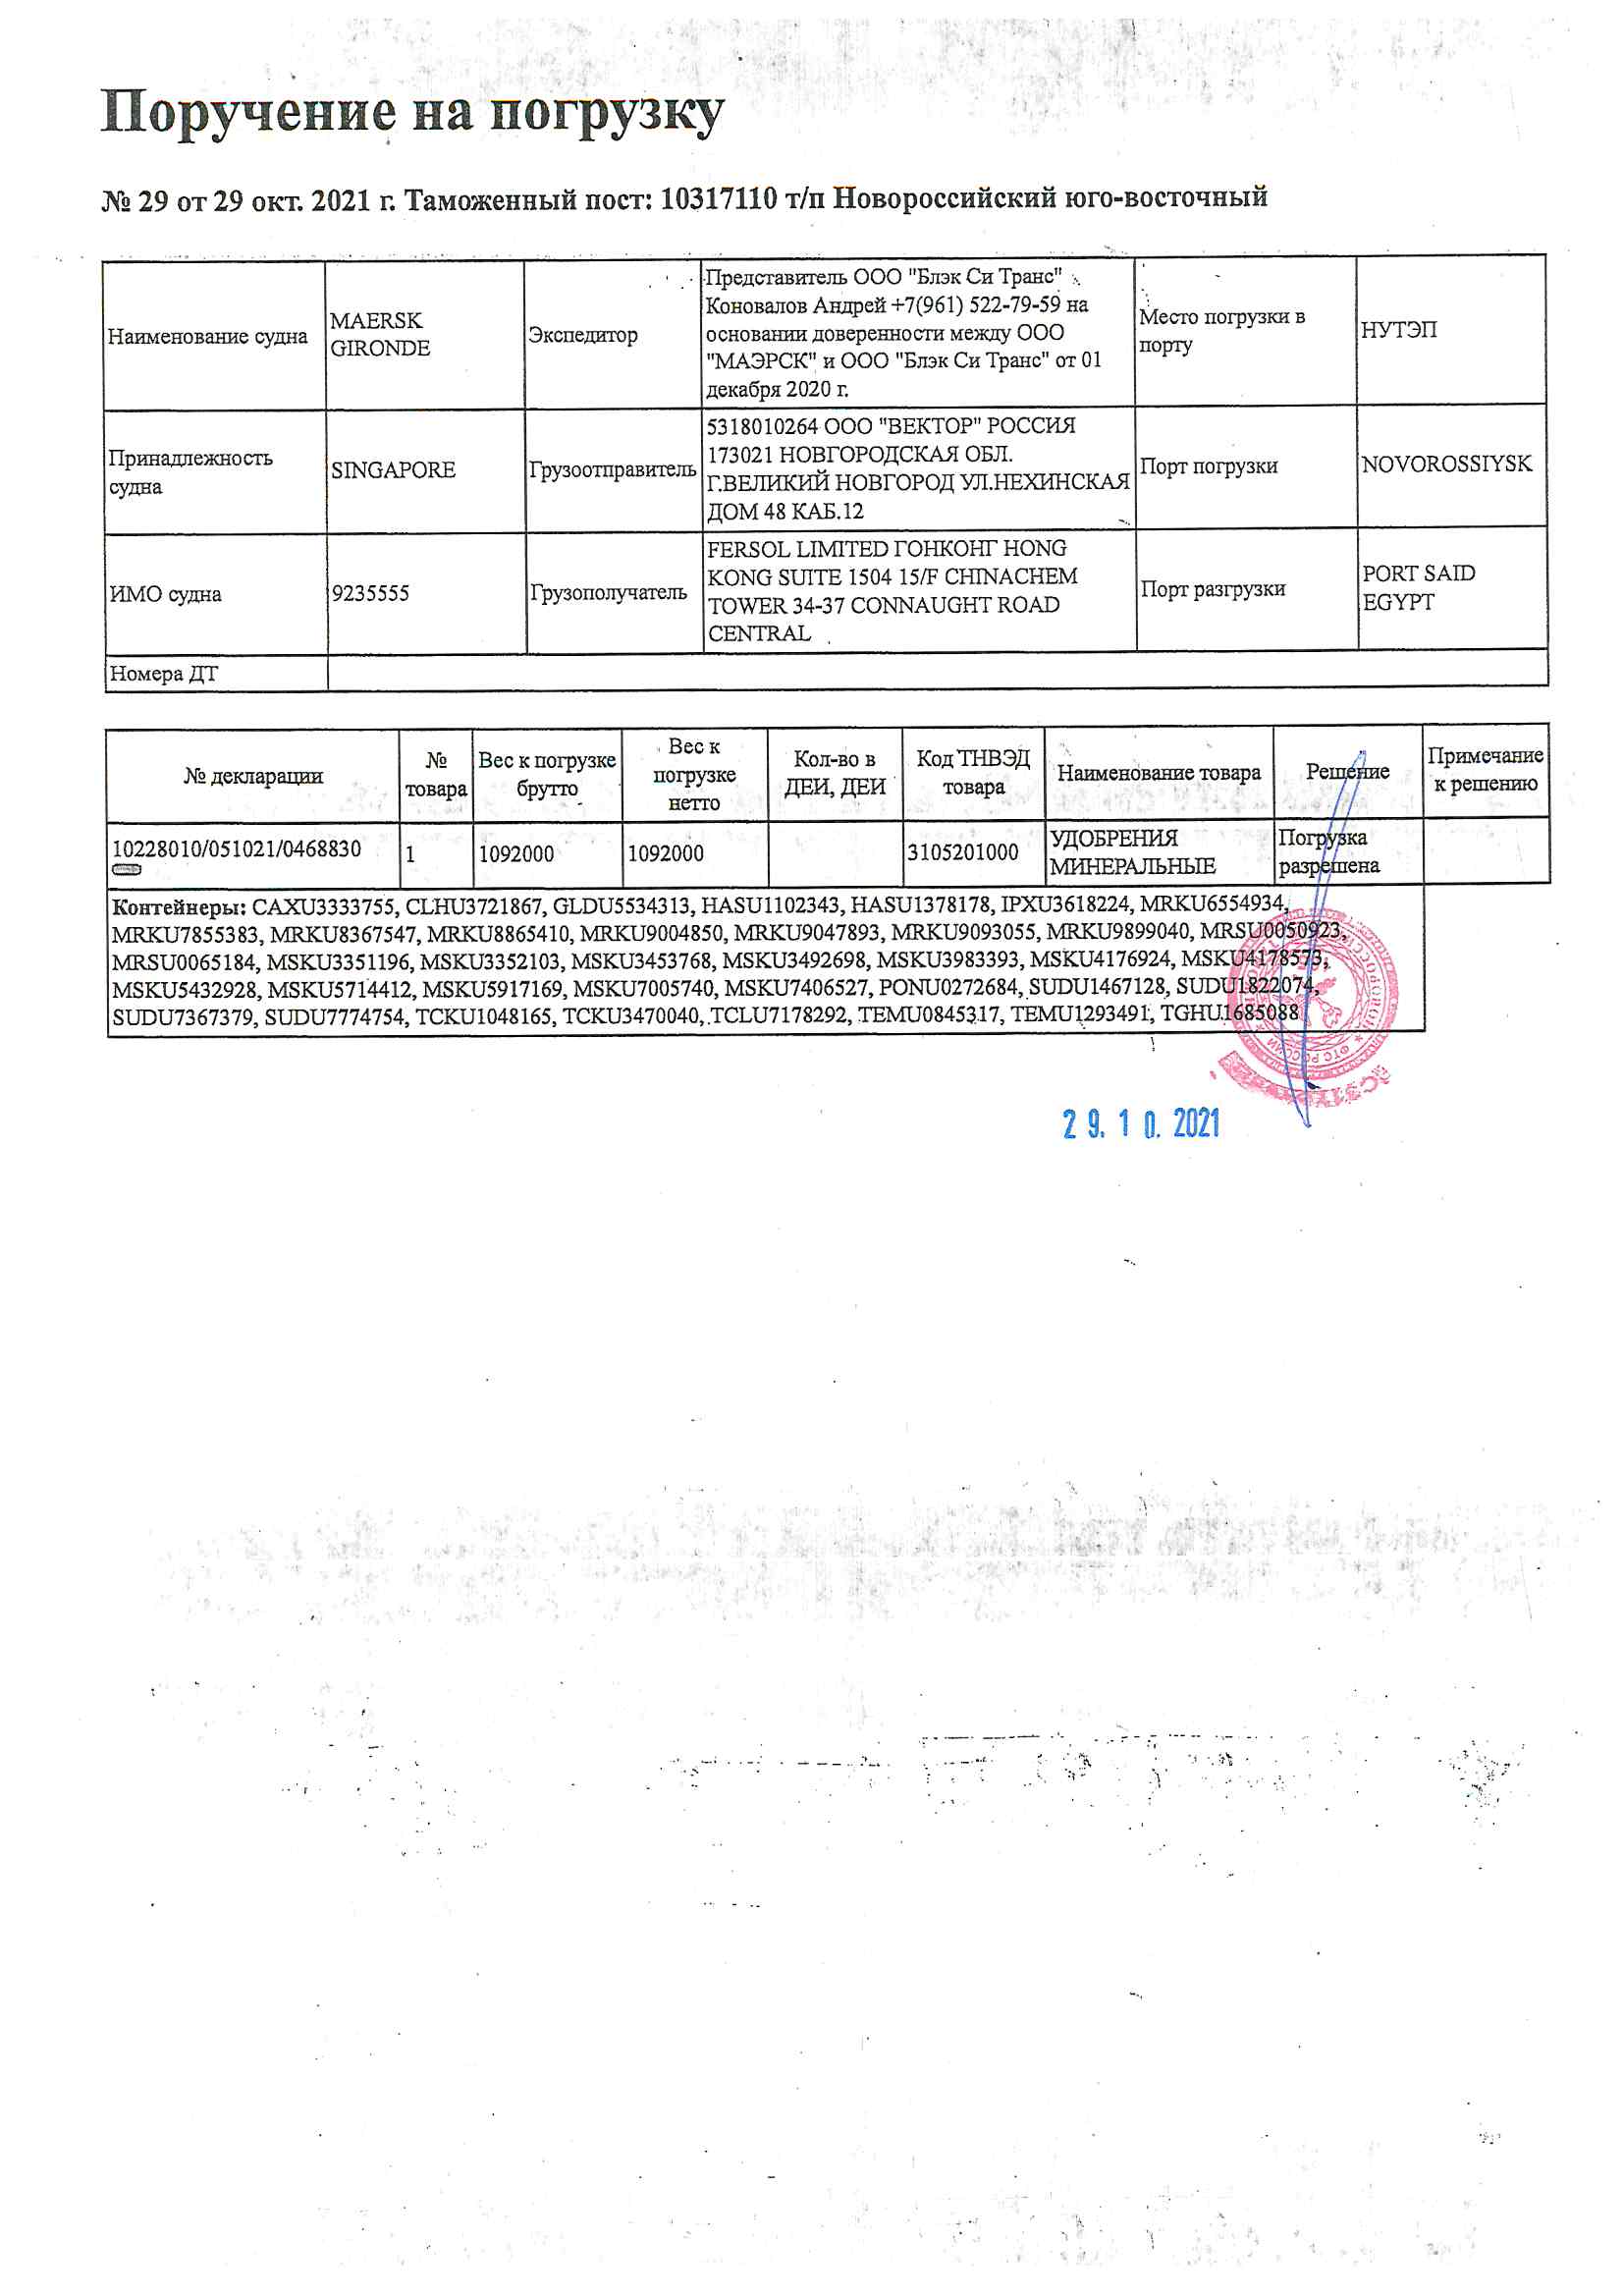 Поручение на погрузку
№ 29 от 29 окт. 2021 г. Таможенный пост: 10317110 т/п Новороссийский юго-восточный
Наименование судна
MAERSK
GIRONDE
Экспедитор
Представитель ООО "Блэк Си Транс"
Коновалов Андрей +7(961) 522-79-59 на
основании доверенности между ООО
"МАЭРСК" и ООО "Блэк Си Транс" от 01
декабря 2020 г.
Место погрузки в
порту
НУТЭП
Принадлежность
судна
SINGAPORE
Грузоотправитель
5318010264 ООО "ВЕКТОР" РОССИЯ
173021 НОВГОРОДСКАЯ ОБЛ.
Г.ВЕЛИКИЙ НОВГОРОД УЛ.НЕХИНСКАЯ
ДОМ 48 КАБ.12
Порт погрузки
NOVOROSSIYSK
ИМО судна
9235555
Грузополучатель
FERSOL LIMITED ГОНКОНГ HONG
KONG SUITE 1504 15/F CHINACHEM
TOWER 34-37 CONNAUGHT ROAD
CENTRAL
Порт разгрузки
PORT SAID
EGYPT
Номера ДТ
№ декларации
№
товара
Вес к погрузке
брутто
Вес к
погрузке
нетто
Кол-во в
ДЕИ, ДЕИ
Код ТНВЭД
товара
Наименование товара
Решение
Примечание
к решению
10228010/051021/0468830
1
1092000
1092000
3105201000
УДОБРЕНИЯ
МИНЕРАЛЬНЫЕ
Погрузка
разрешена
Контейнеры: CAXU3333755, CLHU3721867, GLDU5534313, HASU1102343, HASU1378178, IPXU3618224, MRKU6554934,
MRKU7855383, MRKU8367547, MRKU8865410, MRKU9004850, MRKU9047893, MRKU9093055, MRKU9899040, MRSU0050923,
MRSU0065184, MSKU3351196, MSKU3352103, MSKU3453768, MSKU3492698, MSKU3983393, MSKU4176924, MSKU4178573,
MSKU5432928, MSKU5714412, MSKU5917169, MSKU7005740, MSKU7406527, PONU0272684, SUDU1467128, SUDU1822074,
SUDU7367379, SUDU7774754, TCKU1048165, TCKU3470040, TCLU7178292, TEMU0845317, TEMU1293491, TGHU1685088
ФТС РОССИИ
29.10.2021